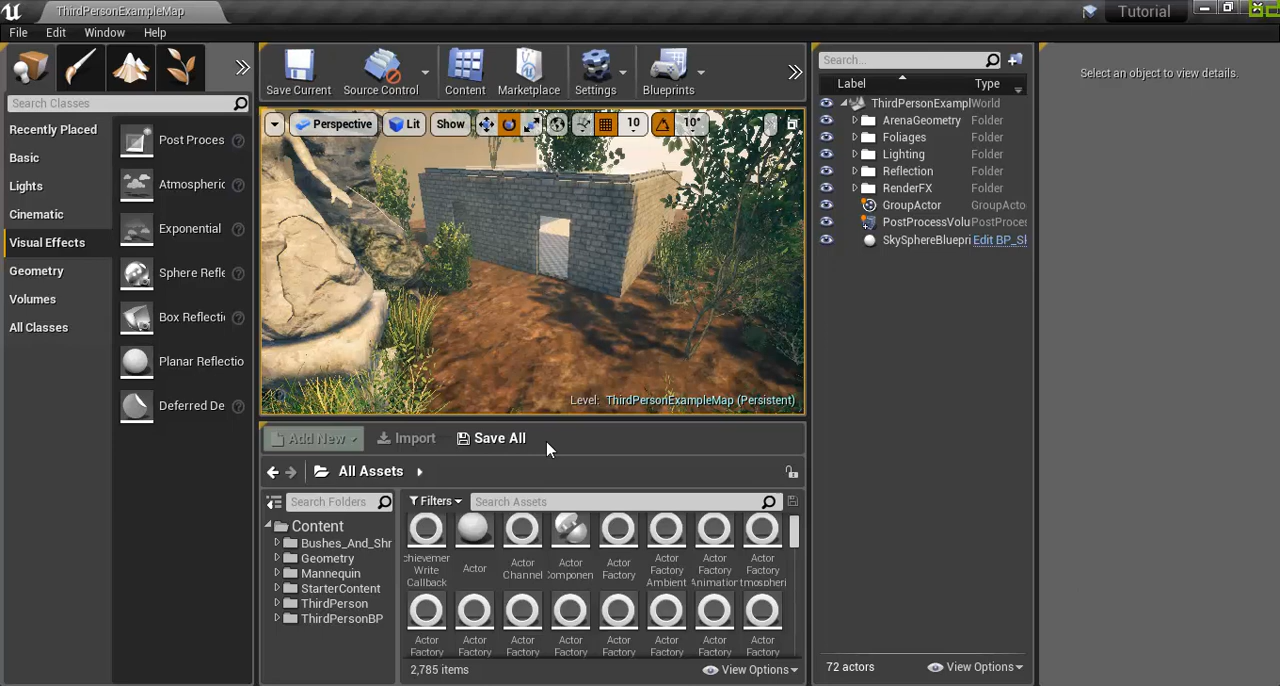 ThirdPersonExampleMap
Tutorial
File Edit Window Help
Search Classes
Recently Placed
Basic
Lights
Cinematic
Visual Effects
Geometry
Volumes
All Classes
Post Proces
Atmospheric
Exponential
Sphere Refle
Box Reflecti
Planar Reflectio
Deferred De
Save Current
Source Control
Content
Marketplace
Settings
Blueprints
Perspective
Lit
Show
10
10°
Level: ThirdPersonExampleMap (Persistent)
Add New
Import
Save All
All Assets
Search Folders
Filters
Search Assets
Content
Bushes_And_Shr
Geometry
Mannequin
StarterContent
ThirdPerson
ThirdPersonBP
chievemen
Write
Callback
Actor
Actor
Channel
Componen
Actor
Factory
Actor
Factory
Ambient
Actor
Factory
Animation
Actor
Factory
tmospheri
Actor
Factory
Actor
Factory
Actor
Factory
Actor
Factory
Actor
Factory
Actor
Factory
Actor
Factory
Actor
Factory
2,785 items
View Options
Search...
Label Type
ThirdPersonExampl World
ArenaGeometry Folder
Foliages Folder
Lighting Folder
Reflection Folder
RenderFX Folder
GroupActor GroupActo
PostProcessVolu PostProces
SkySphereBluepri Edit BP_Sl
72 actors
View Options
Select an object to view details.